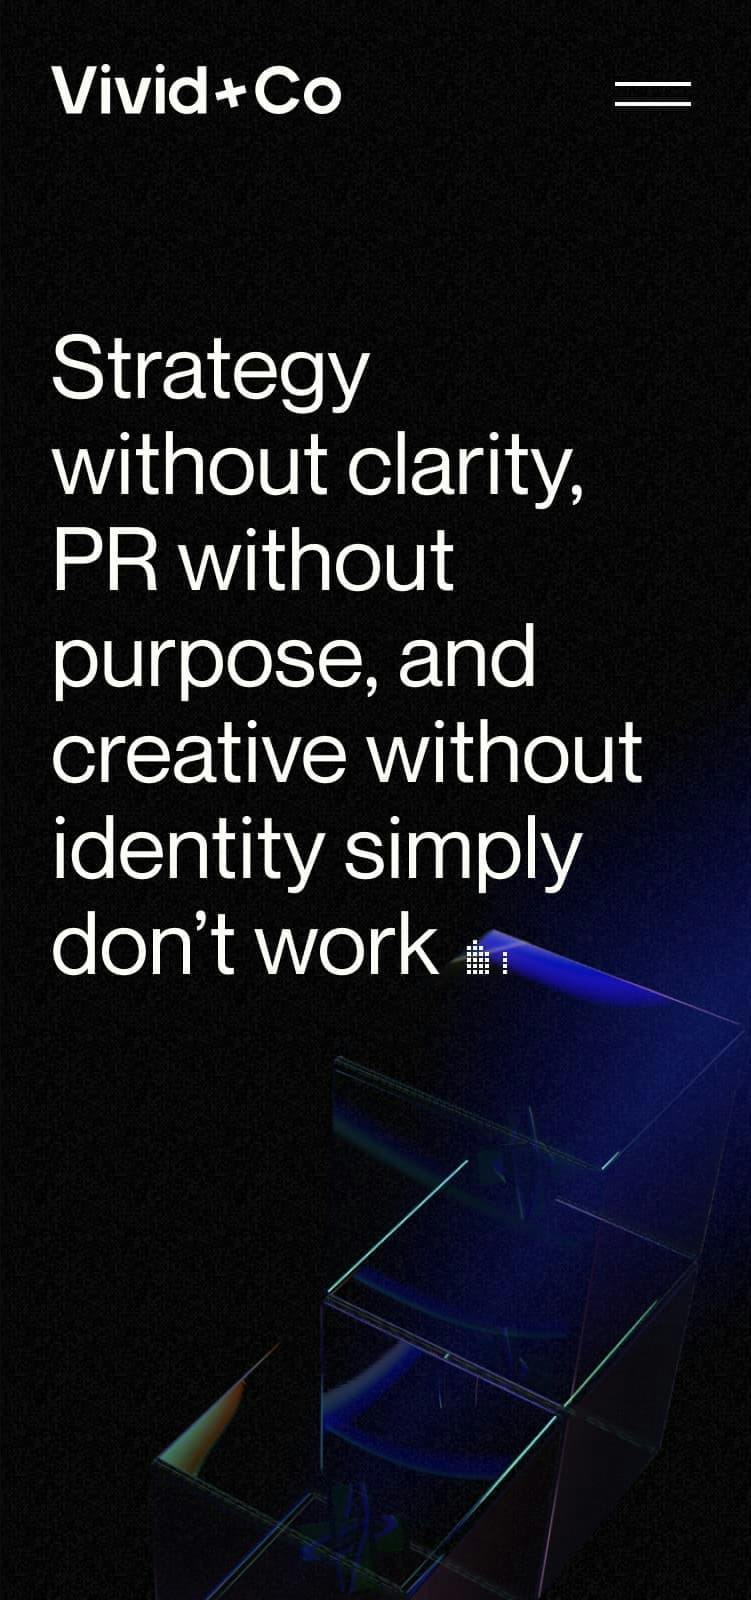 Vivid+Co
Strategy
without clarity,
PR without
purpose, and
creative without
identity simply
don’t work